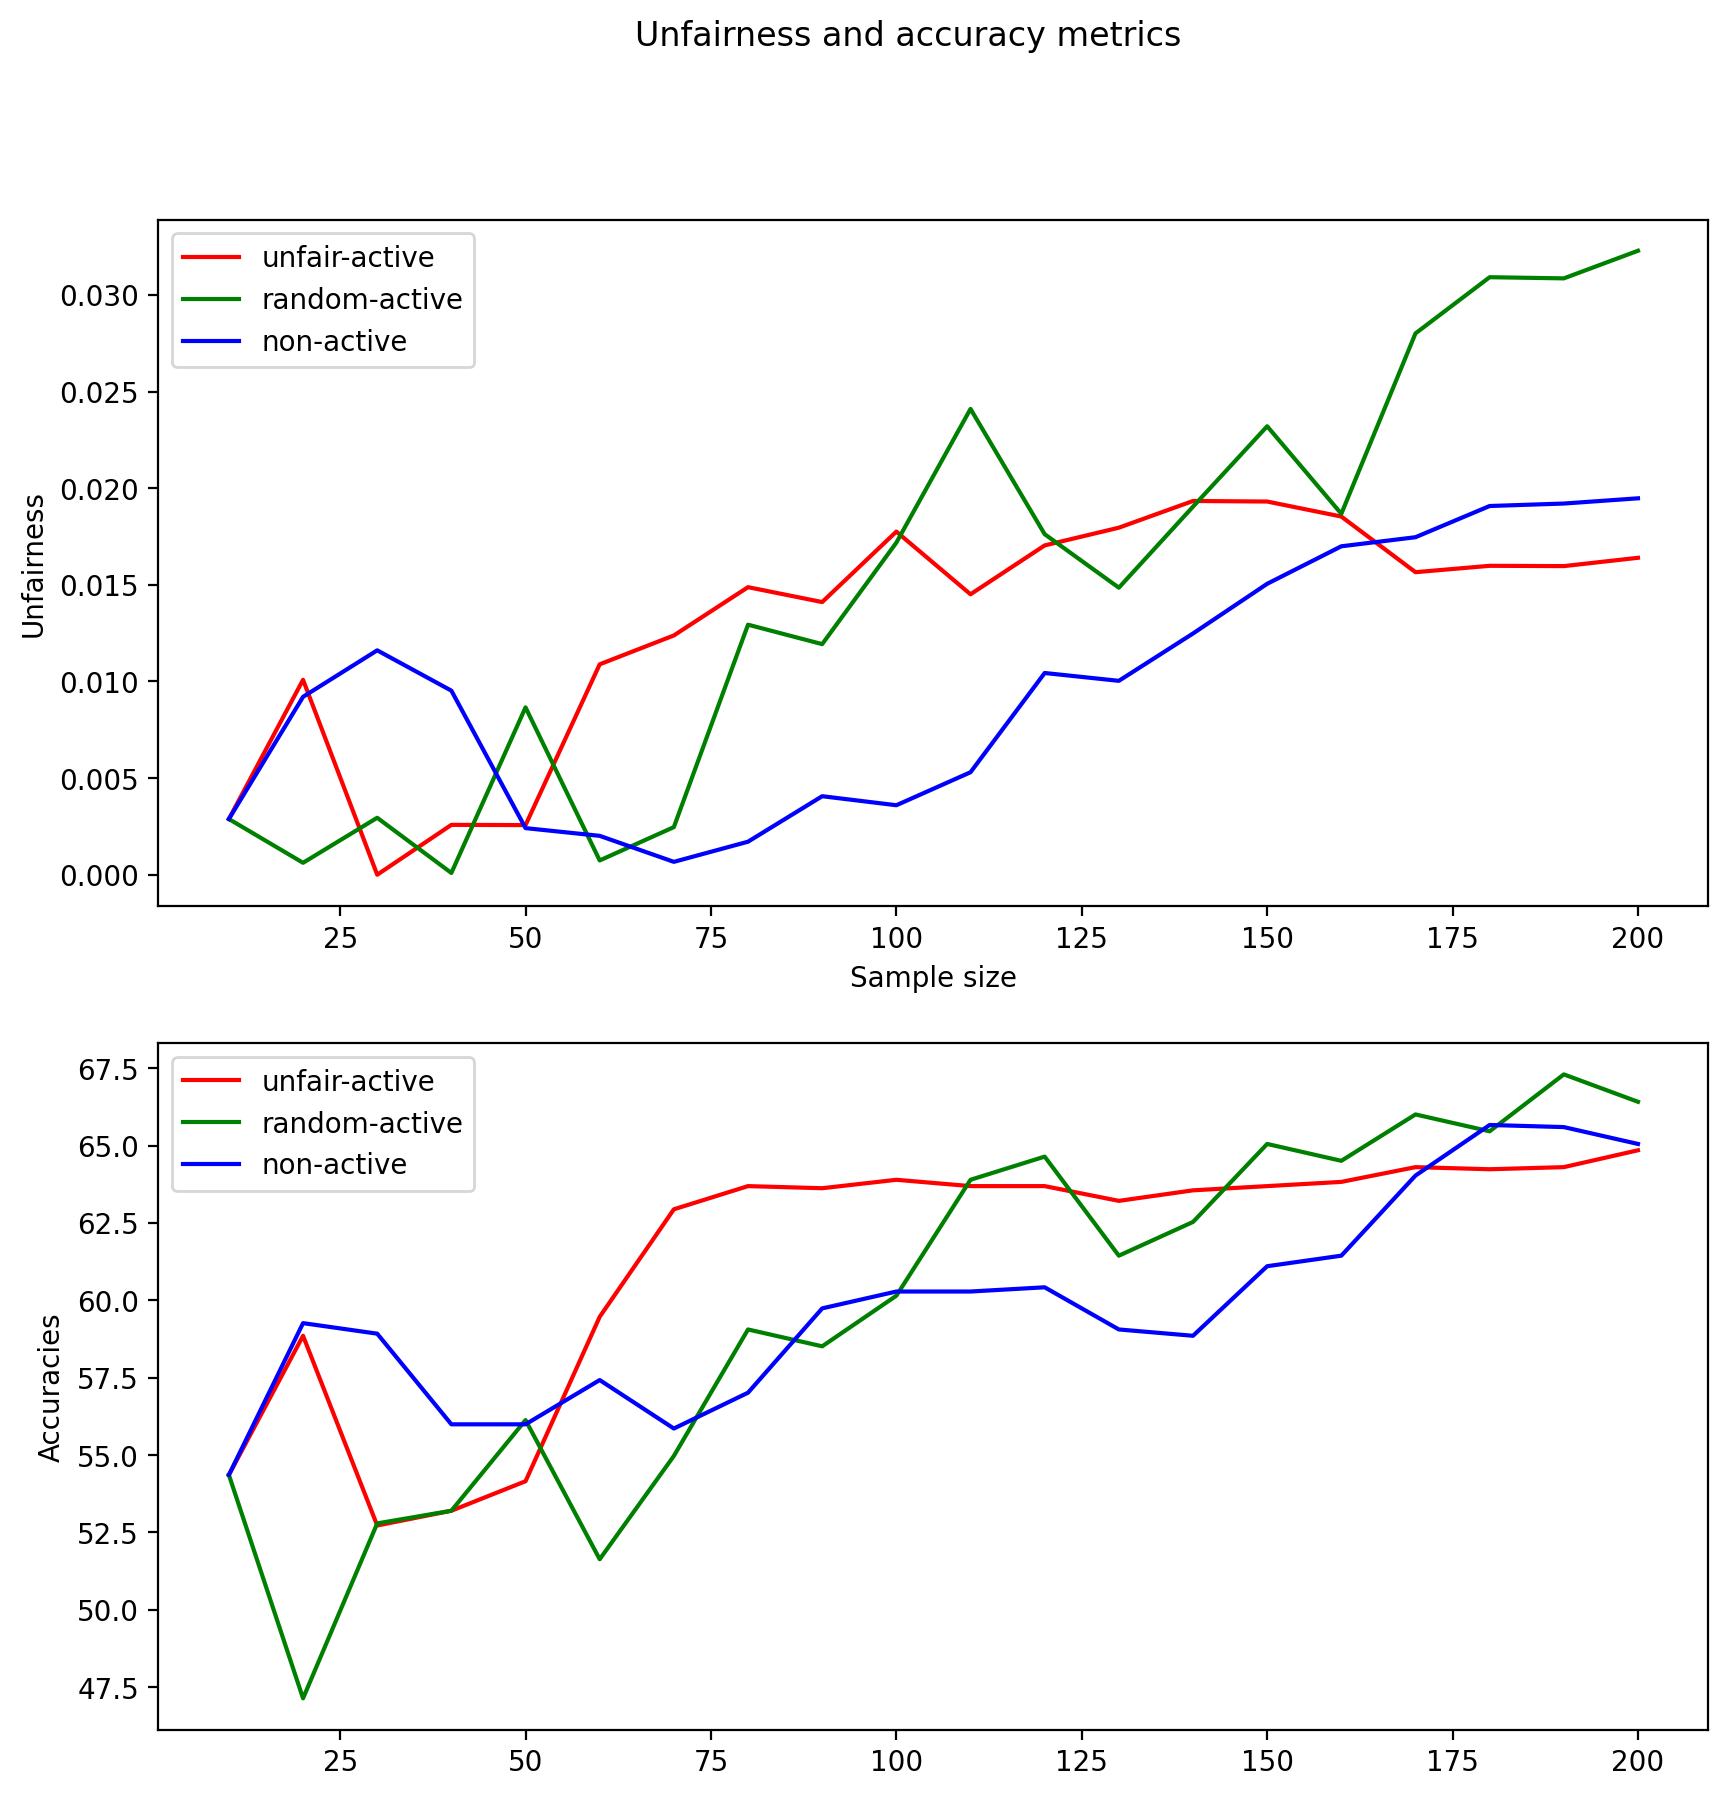 Unfairness and accuracy metrics
unfair-active
random-active
non-active
0.030
0.025
0.020
0.015
0.010
0.005
0.000
Unfairness
25 50 75 100 125 150 175 200
Sample size
unfair-active
random-active
non-active
67.5
65.0
62.5
60.0
57.5
55.0
52.5
50.0
47.5
Accuracies
25 50 75 100 125 150 175 200